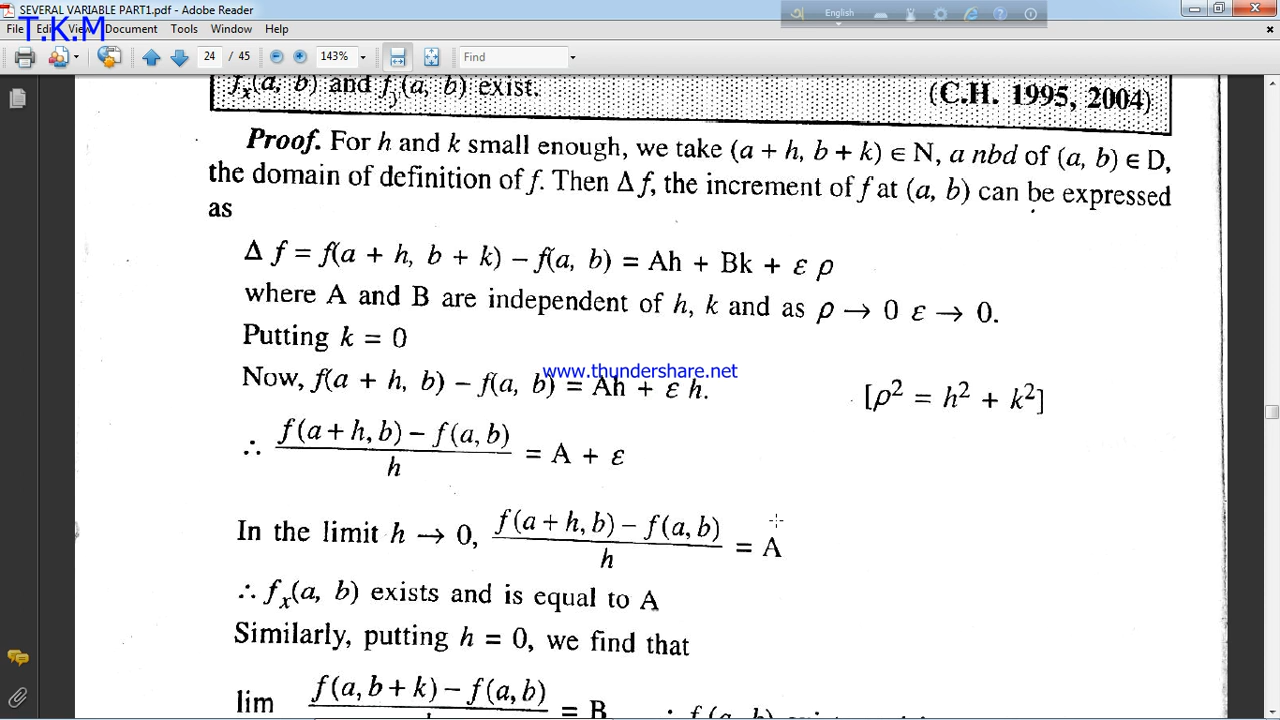 SEVERAL VARIABLE PART1.pdf - Adobe Reader
English
T.K.M
File Edit View Document Tools Window Help
24 / 45 143% Find
f_x(a, b) and f_y(a, b) exist. (C.H. 1995, 2004)
Proof. For h and k small enough, we take (a + h, b + k) ∈ N, a nbd of (a, b) ∈ D,
the domain of definition of f. Then Δ f, the increment of f at (a, b) can be expressed
as
Δ f = f(a + h, b + k) − f(a, b) = Ah + Bk + ε ρ
where A and B are independent of h, k and as ρ → 0 ε → 0.
Putting k = 0
www.thundershare.net
Now, f(a + h, b) − f(a, b) = Ah + ε h. [ρ² = h² + k²]
∴ f(a + h, b) − f(a, b) / h = A + ε
In the limit h → 0, f(a + h, b) − f(a, b) / h = A
∴ f_x(a, b) exists and is equal to A
Similarly, putting h = 0, we find that
lim f(a, b + k) − f(a, b) = B